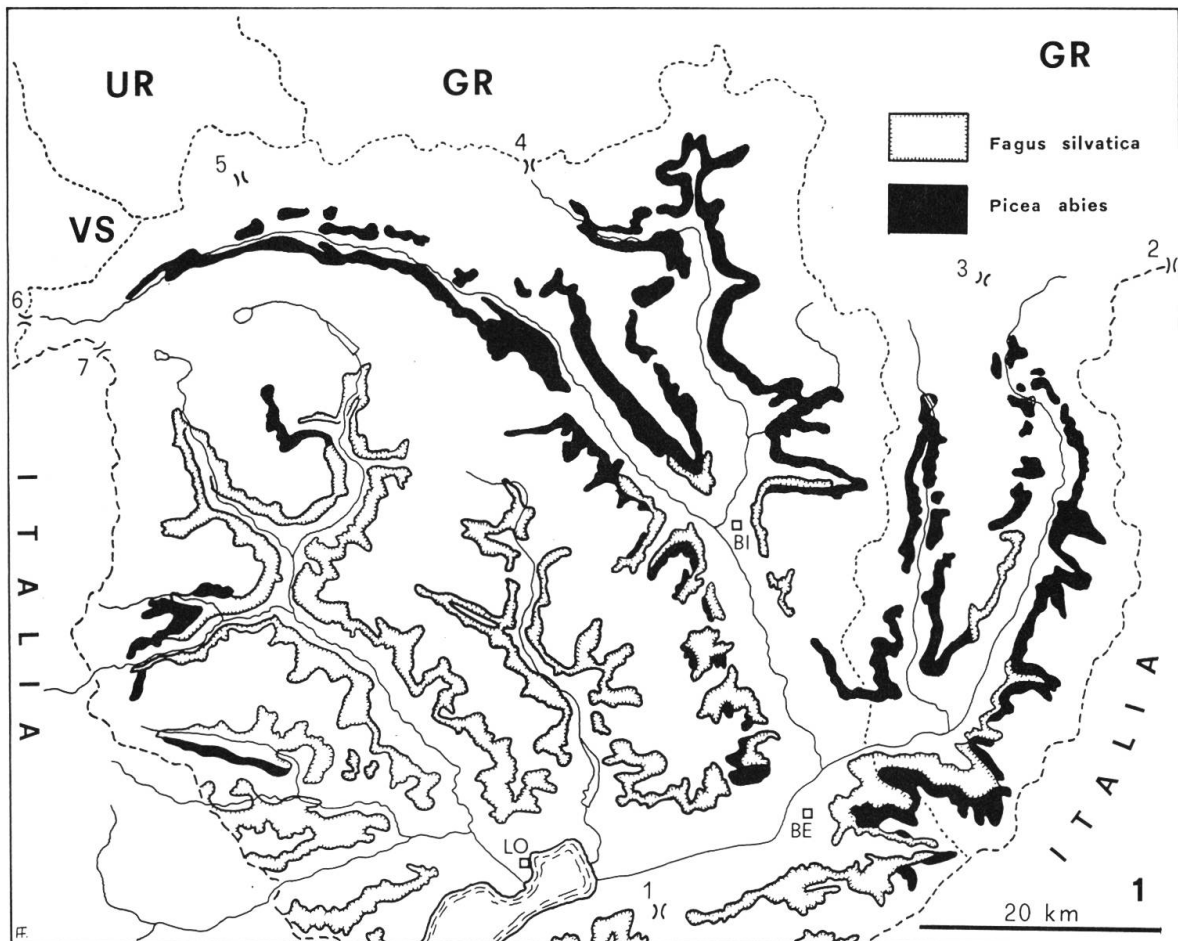 UR
GR
GR
Fagus silvatica
Picea abies
4
5
VS
3
2
6
7
BI
ITALIA
ITALIA
BE
LO
1
1
20 km